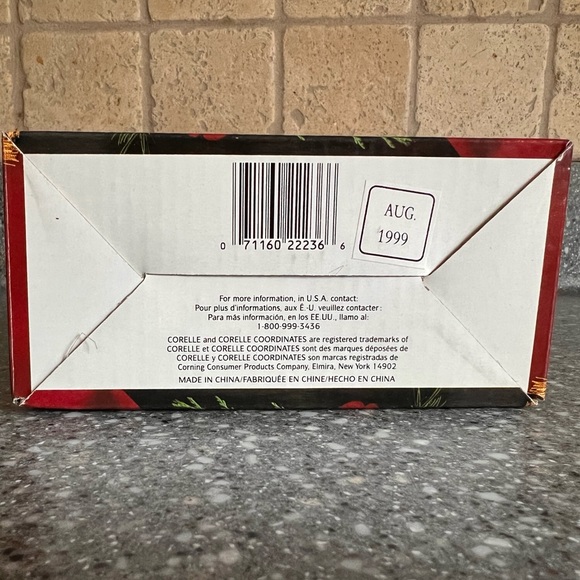 0 71160 22236 6
AUG.
1999
For more information, in U.S.A. contact:
Pour plus d'informations, aux É.-U. veuillez contacter:
Para más información, en los EE.UU., llamo al:
1-800-999-3436
CORELLE and CORELLE COORDINATES are registered trademarks of
CORELLE et CORELLE COORDINATES sont des marques déposées de
CORELLE y CORELLE COORDINATES son marcas registradas de
Corning Consumer Products Company, Elmira, New York 14902
MADE IN CHINA/FABRIQUÉE EN CHINE/HECHO EN CHINA